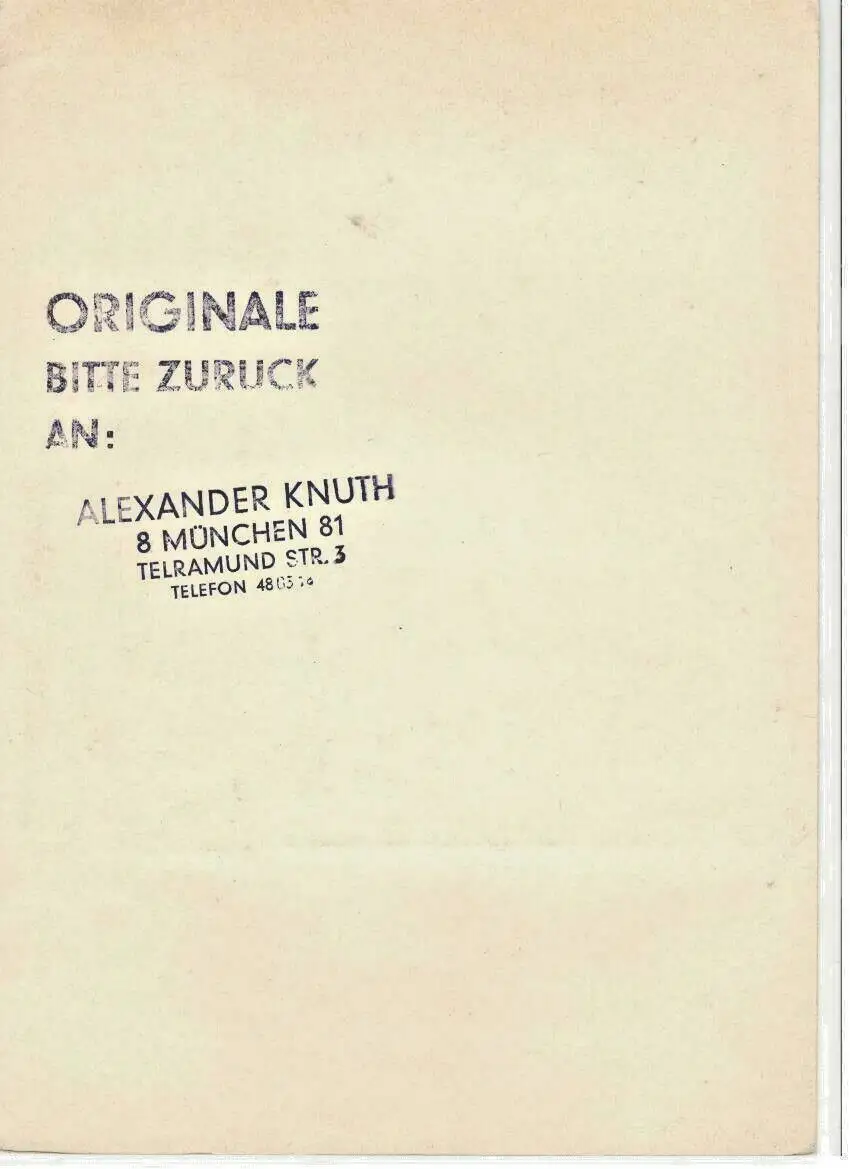 ORIGINALE
BITTE ZURUCK
AN:
ALEXANDER KNUTH
8 MÜNCHEN 81
TELRAMUND STR. 3
TELEFON